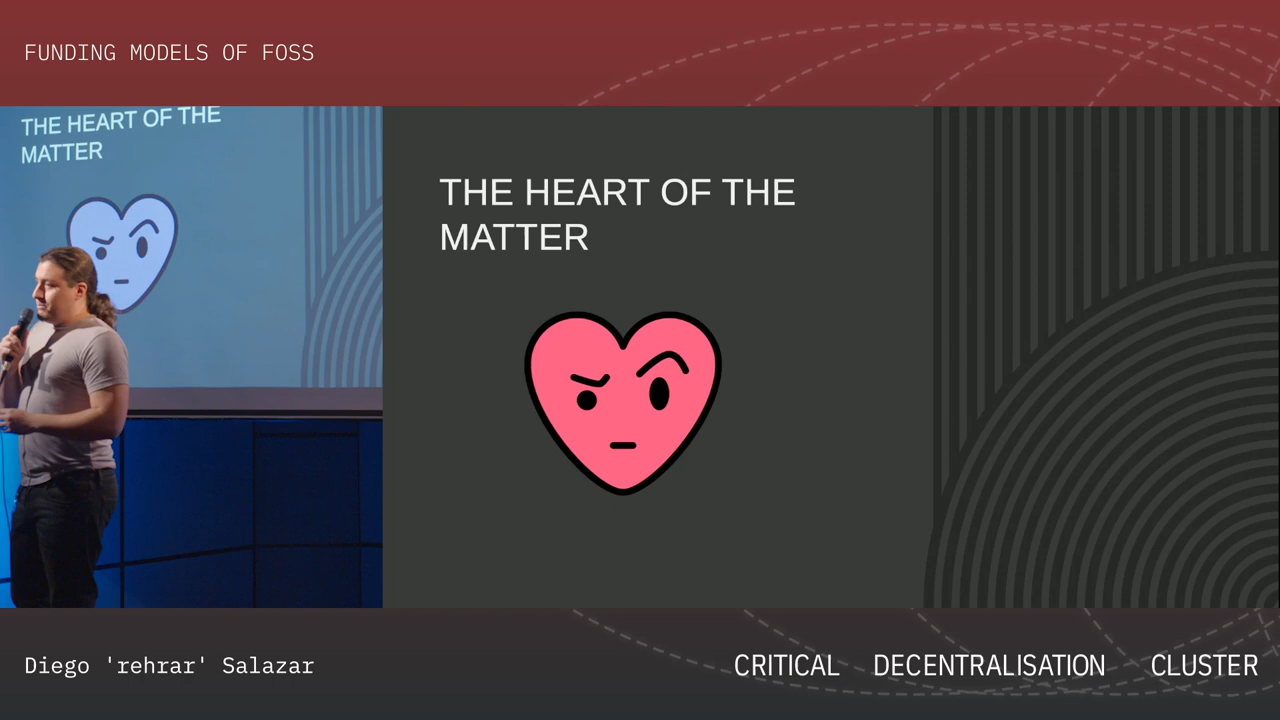 FUNDING MODELS OF FOSS
THE HEART OF THE
MATTER
THE HEART OF THE
MATTER
Diego 'rehrar' Salazar
CRITICAL DECENTRALISATION CLUSTER